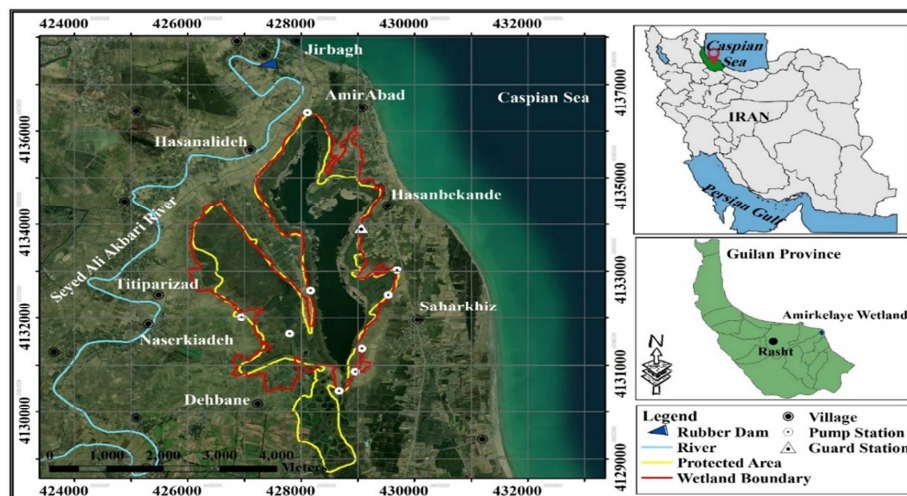 424000 426000 428000 430000 432000
Jirbagh
AmirAbad
Caspian Sea
Hasanalideh
Hasanbekande
Seyed Ali Akbari River
Titiparizad
Saharkhiz
Naserkiadeh
Dehbane
0 1,000 2,000 4,000
Meters
424000 426000 428000 430000 432000
4136000
4134000
4132000
4130000
4137000
4135000
4133000
4131000
4129000
Caspian
Sea
IRAN
Persian Gulf
Guilan Province
Amirkelaye Wetland
Rasht
N
Legend
Rubber Dam
River
Protected Area
Wetland Boundary
Village
Pump Station
Guard Station